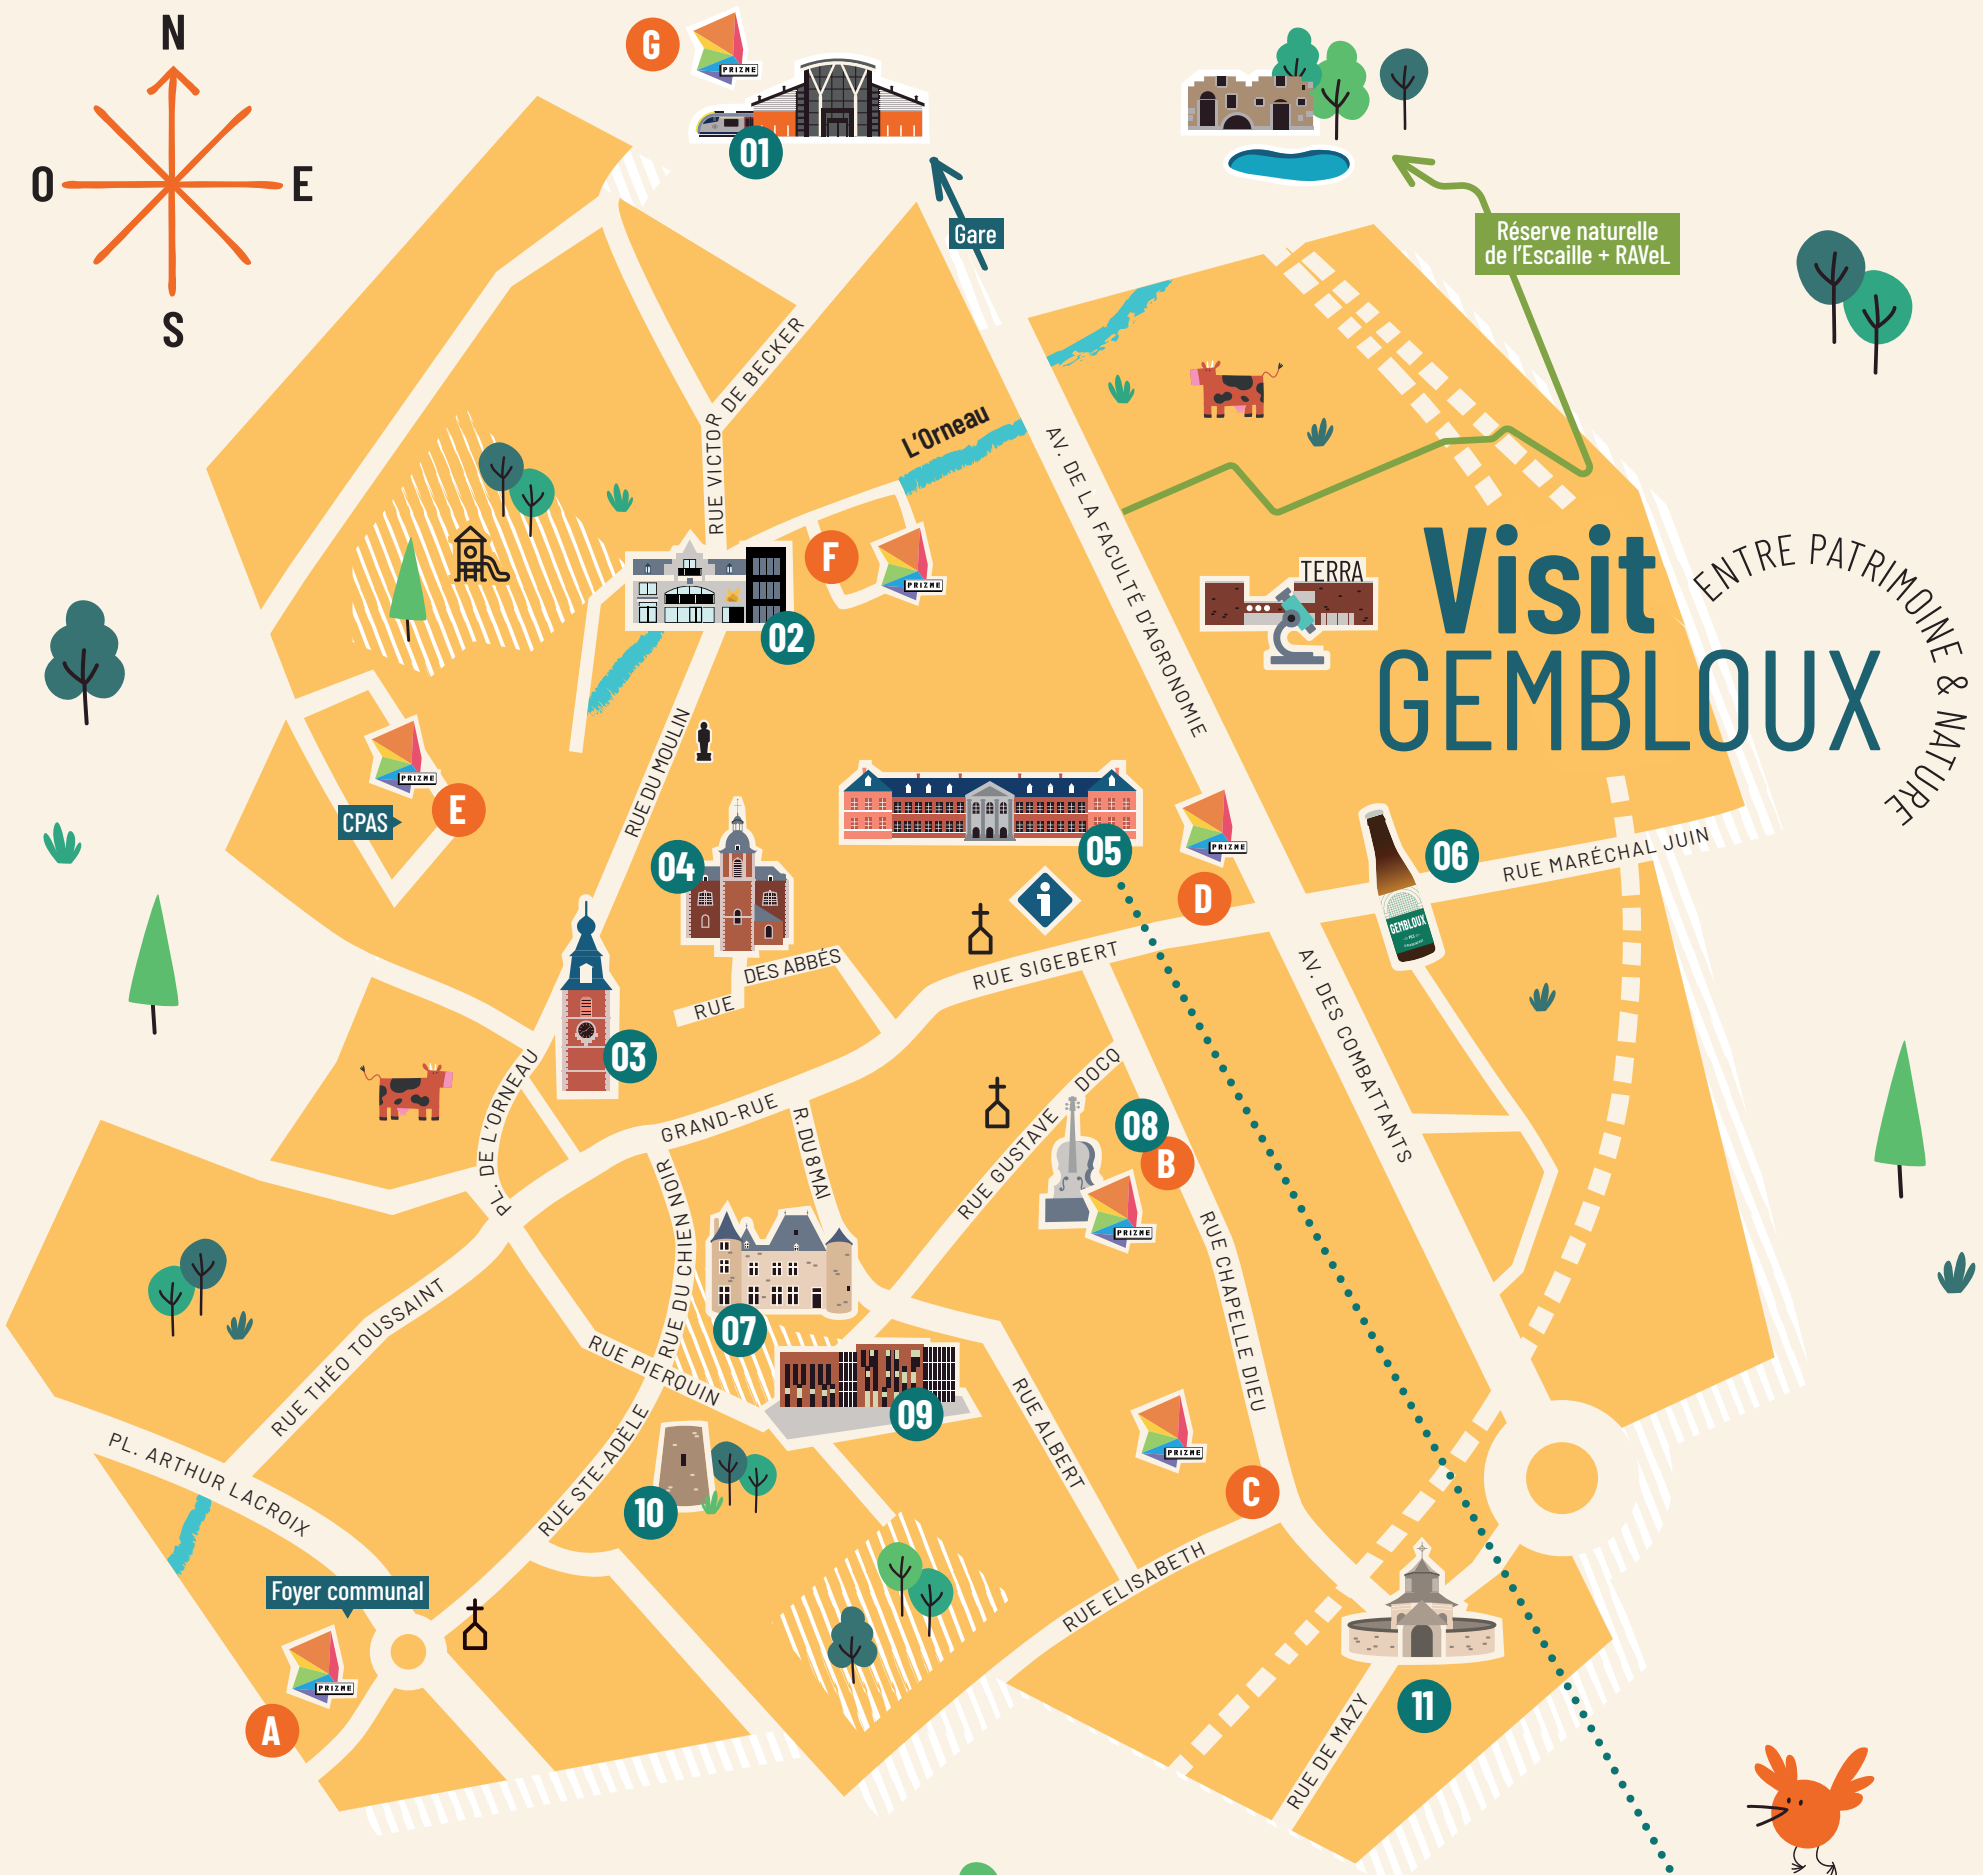 N
O
E
S
G
PRIZME
01
Gare
Réserve naturelle
de l'Escaille + RAVeL
RUE VICTOR DE BECKER
L'Orneau
AV. DE LA FACULTÉ D'AGRONOMIE
F
PRIZME
02
TERRA
Visit
GEMBLOUX
ENTRE PATRIMOINE & NATURE
PRIZME
E
CPAS
RUE DU MOULIN
04
05
PRIZME
D
i
06
GEMBLOUX
RUE MARÉCHAL JUIN
RUE DES ABBÉS
RUE SIGEBERT
03
AV. DES COMBATTANTS
PL. DE L'ORNEAU
GRAND-RUE
R. DU 8 MAI
RUE GUSTAVE DOCQ
08
B
PRIZME
RUE DU CHIEN NOIR
07
RUE CHAPELLE DIEU
RUE THÉO TOUSSAINT
RUE PIERQUIN
09
RUE ALBERT
PRIZME
C
PL. ARTHUR LACROIX
RUE STE-ADÈLE
10
RUE ELISABETH
Foyer communal
PRIZME
A
11
RUE DE MAZY